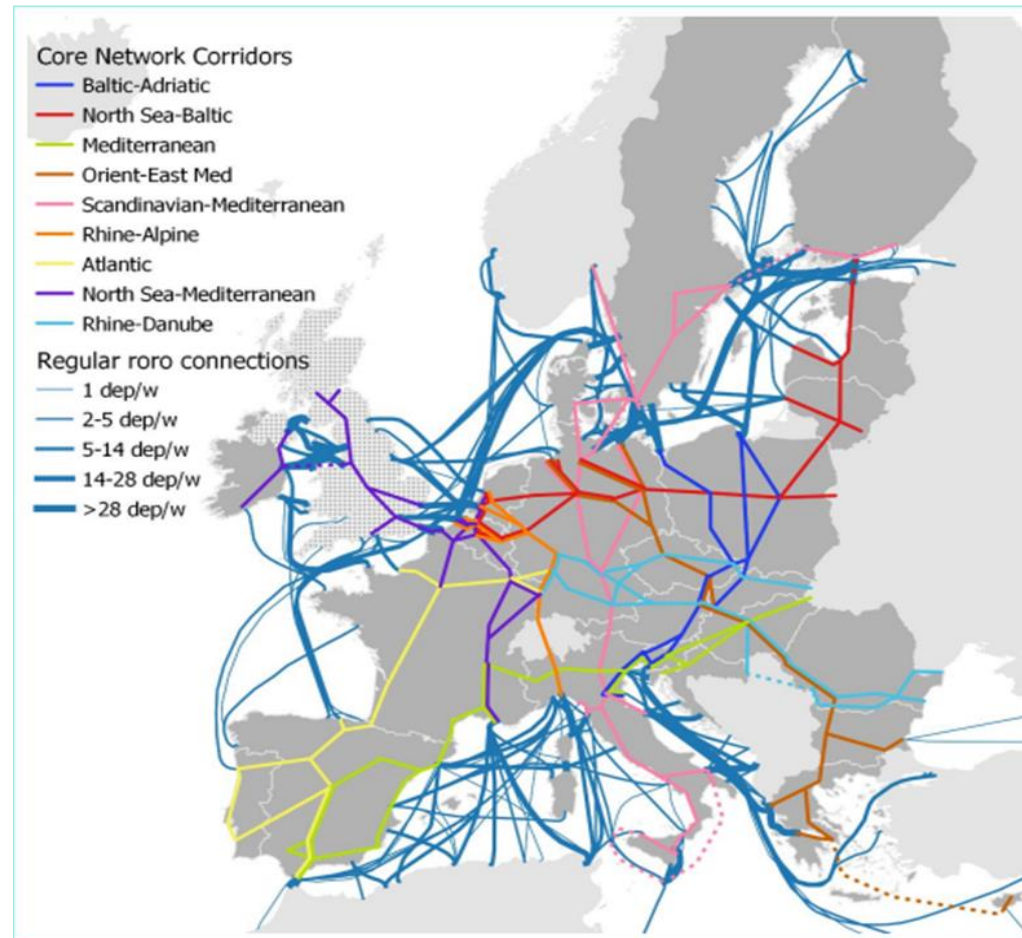 Core Network Corridors
Baltic-Adriatic
North Sea-Baltic
Mediterranean
Orient-East Med
Scandinavian-Mediterranean
Rhine-Alpine
Atlantic
North Sea-Mediterranean
Rhine-Danube
Regular roro connections
1 dep/w
2-5 dep/w
5-14 dep/w
14-28 dep/w
>28 dep/w